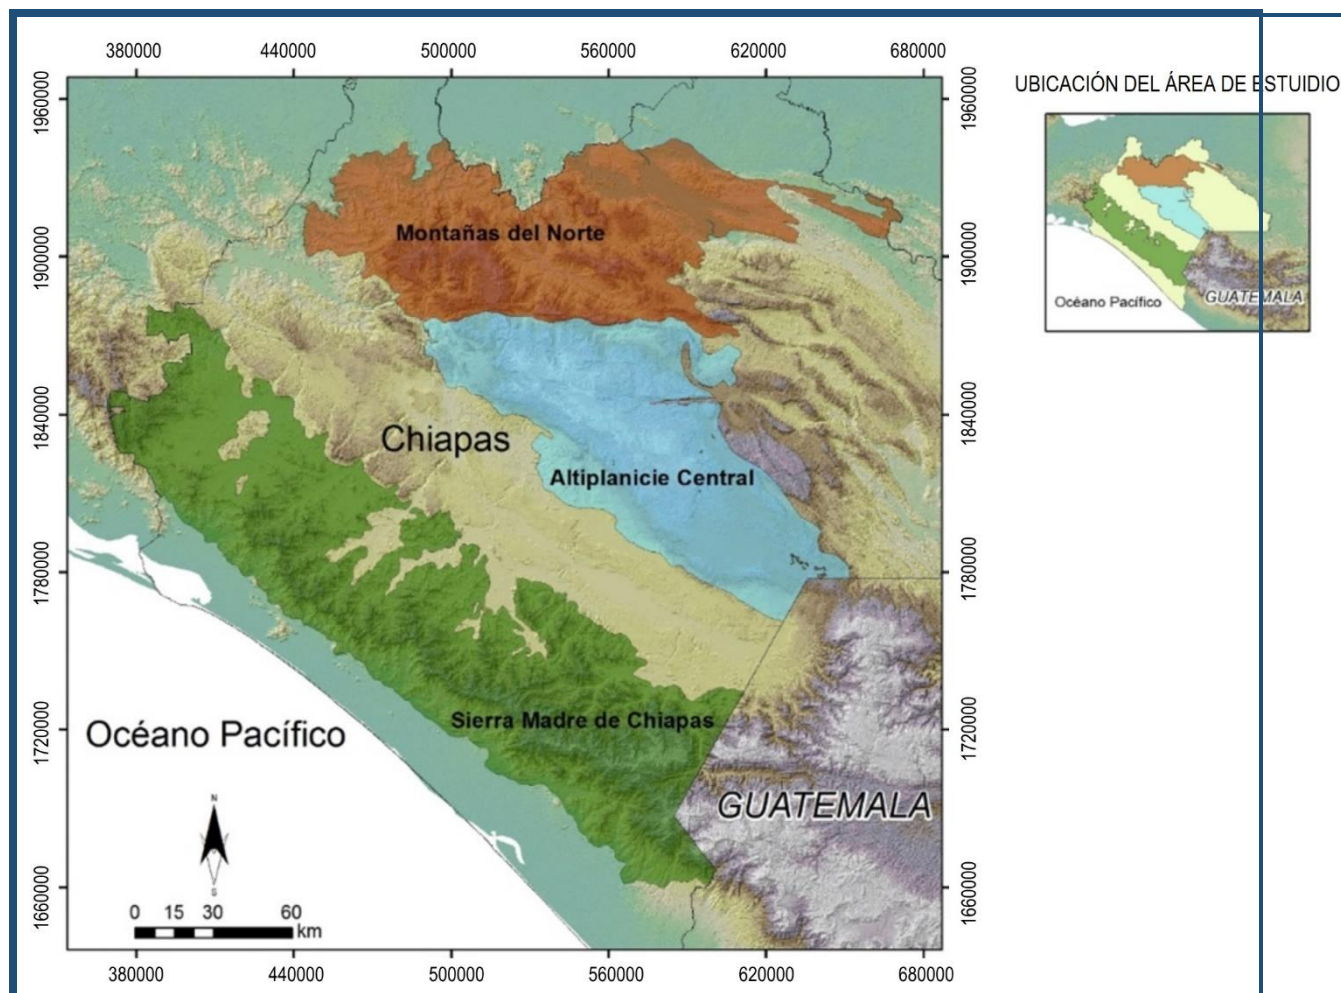 380000 440000 500000 560000 620000 680000
UBICACIÓN DEL ÁREA DE ESTUIDIO
1960000
1960000
Montañas del Norte
1900000
1900000
Océano Pacífico
GUATEMALA
1840000
1840000
Chiapas
Altiplanicie Central
1780000
1780000
Sierra Madre de Chiapas
1720000
1720000
Océano Pacífico
GUATEMALA
N
S
1660000
1660000
0 15 30 60
km
380000 440000 500000 560000 620000 680000